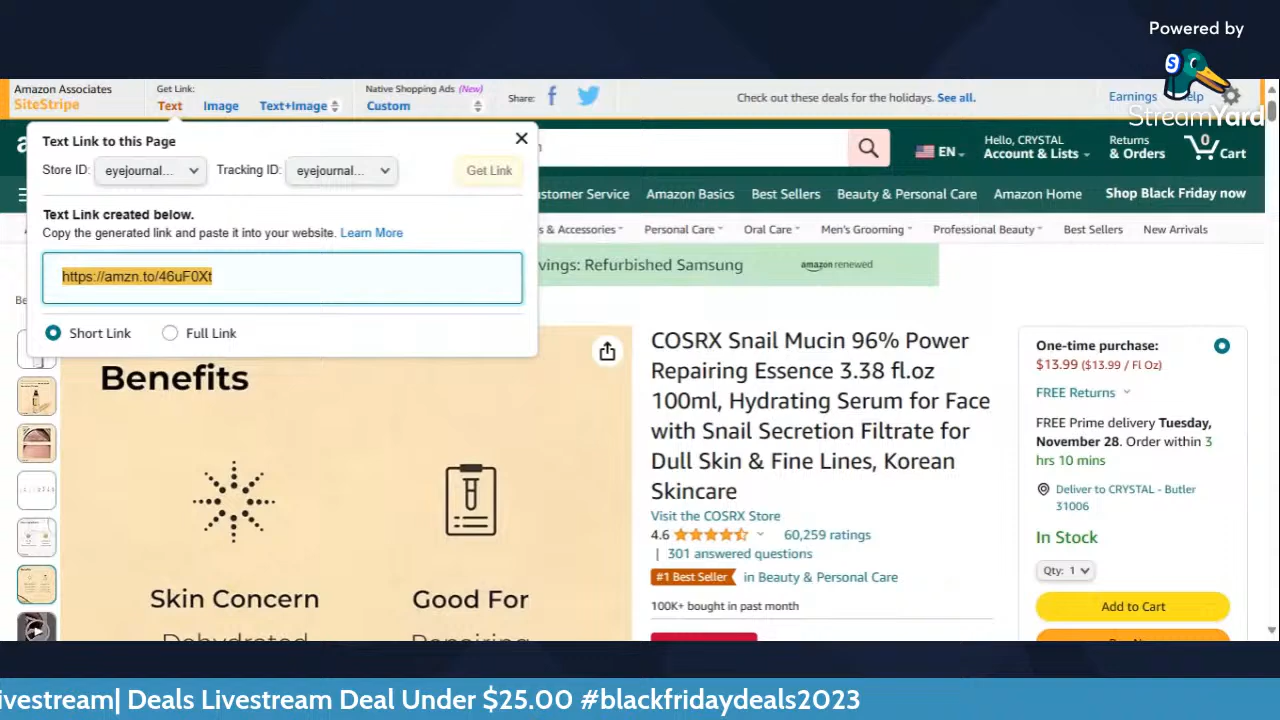 Powered by
StreamYard
Amazon Associates
SiteStripe
Get Link:
Text
Image
Text+Image
Native Shopping Ads (New)
Custom
Share:
Check out these deals for the holidays. See all.
Earnings
Help
Text Link to this Page
Store ID: eyejournal...
Tracking ID: eyejournal...
Get Link
Text Link created below.
Copy the generated link and paste it into your website. Learn More
https://amzn.to/46uF0Xt
Short Link
Full Link
EN
Hello, CRYSTAL
Account & Lists
Returns
& Orders
0
Cart
ustomer Service
Amazon Basics
Best Sellers
Beauty & Personal Care
Amazon Home
Shop Black Friday now
s & Accessories
Personal Care
Oral Care
Men's Grooming
Professional Beauty
Best Sellers
New Arrivals
vings: Refurbished Samsung
amazon renewed
Be
Benefits
Skin Concern
Good For
Dehydrated
Repairing
COSRX Snail Mucin 96% Power
Repairing Essence 3.38 fl.oz
100ml, Hydrating Serum for Face
with Snail Secretion Filtrate for
Dull Skin & Fine Lines, Korean
Skincare
Visit the COSRX Store
4.6
60,259 ratings
| 301 answered questions
#1 Best Seller in Beauty & Personal Care
100K+ bought in past month
One-time purchase:
$13.99 ($13.99 / Fl Oz)
FREE Returns
FREE Prime delivery Tuesday,
November 28. Order within 3
hrs 10 mins
Deliver to CRYSTAL - Butler
31006
In Stock
Qty: 1
Add to Cart
ivestream| Deals Livestream Deal Under $25.00 #blackfridaydeals2023